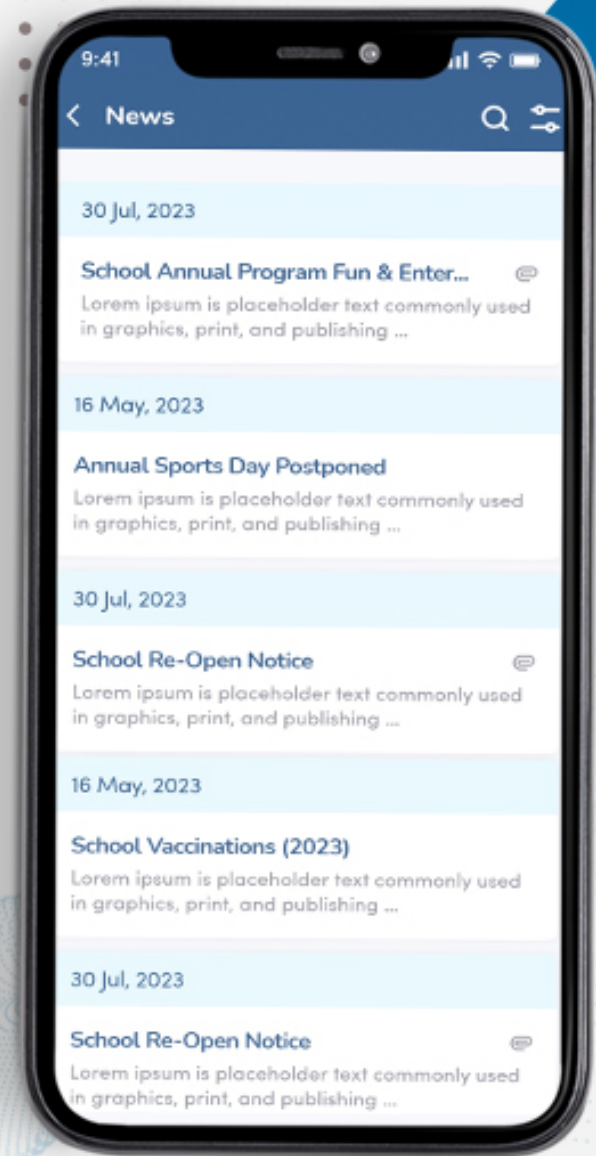 9:41
News
30 Jul, 2023
School Annual Program Fun & Enter...
Lorem ipsum is placeholder text commonly used
in graphics, print, and publishing ...
16 May, 2023
Annual Sports Day Postponed
Lorem ipsum is placeholder text commonly used
in graphics, print, and publishing ...
30 Jul, 2023
School Re-Open Notice
Lorem ipsum is placeholder text commonly used
in graphics, print, and publishing ...
16 May, 2023
School Vaccinations (2023)
Lorem ipsum is placeholder text commonly used
in graphics, print, and publishing ...
30 Jul, 2023
School Re-Open Notice
Lorem ipsum is placeholder text commonly used
in graphics, print, and publishing ...